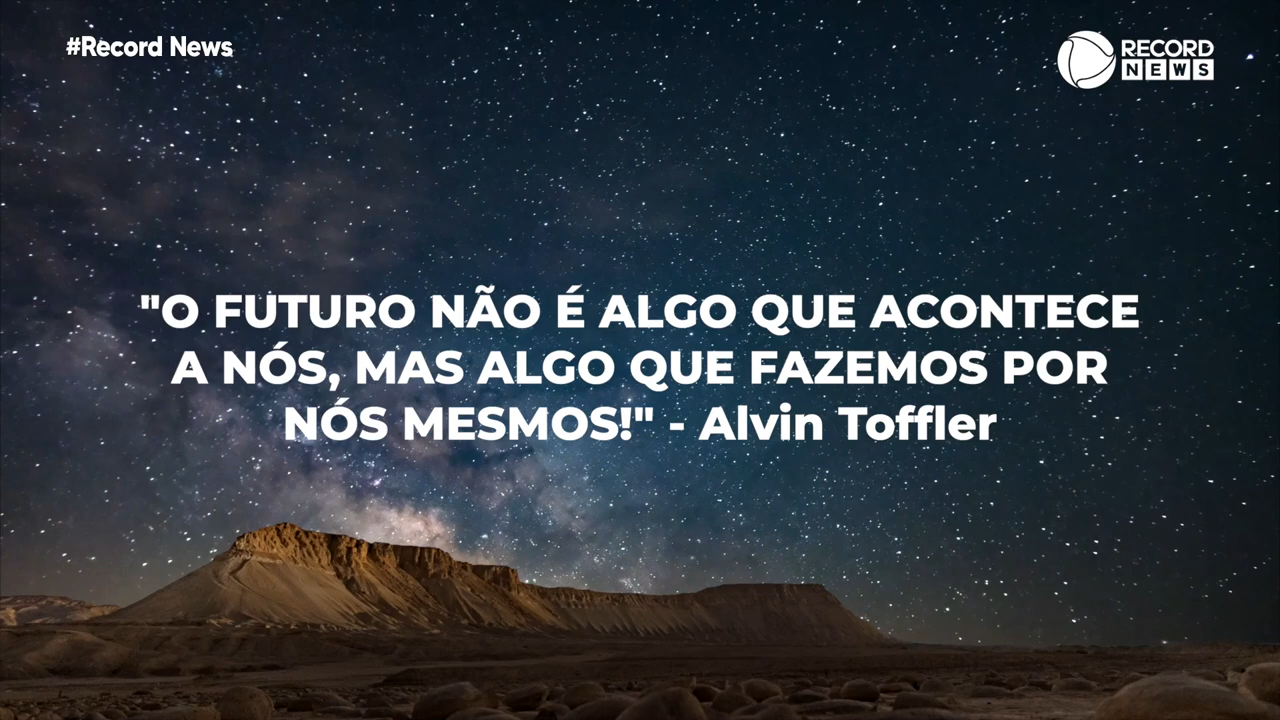 #Record News
RECORD
NEWS
"O FUTURO NÃO É ALGO QUE ACONTECE
A NÓS, MAS ALGO QUE FAZEMOS POR
NÓS MESMOS!" - Alvin Toffler